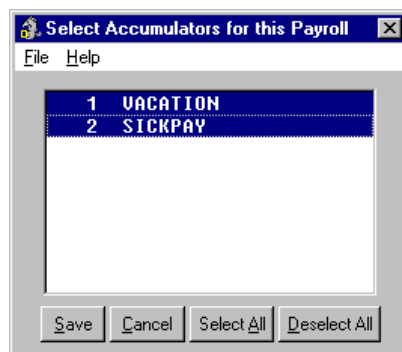 Select Accumulators for this Payroll
File Help
1 VACATION
2 SICKPAY
Save Cancel Select All Deselect All